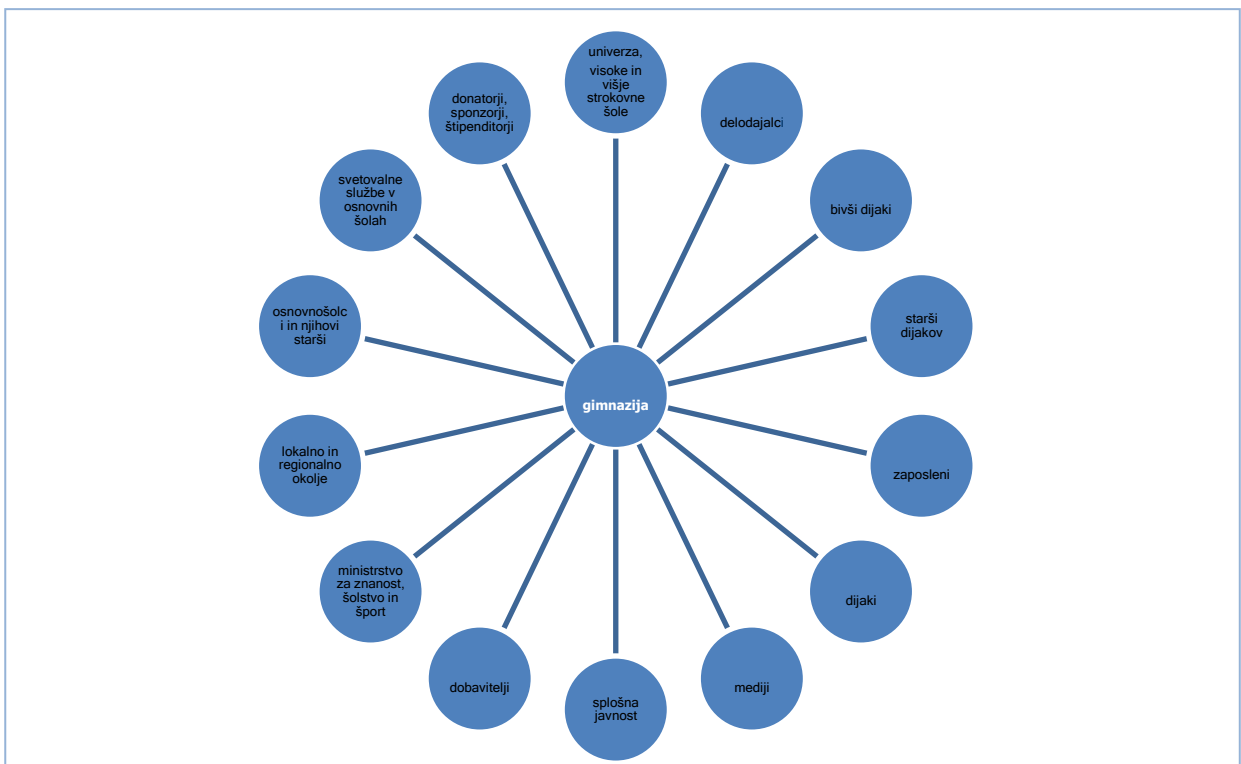 univerza,
visoke in
višje
strokovne
šole
delodajalci
bivši dijaki
starši
dijakov
zaposleni
dijaki
mediji
splošna
javnost
dobavitelji
ministrstvo
za znanost,
šolstvo in
šport
lokalno in
regionalno
okolje
osnovnošolc
i in njihovi
starši
svetovalne
službe v
osnovnih
šolah
donatorji,
sponzorji,
štipenditorji
gimnazija